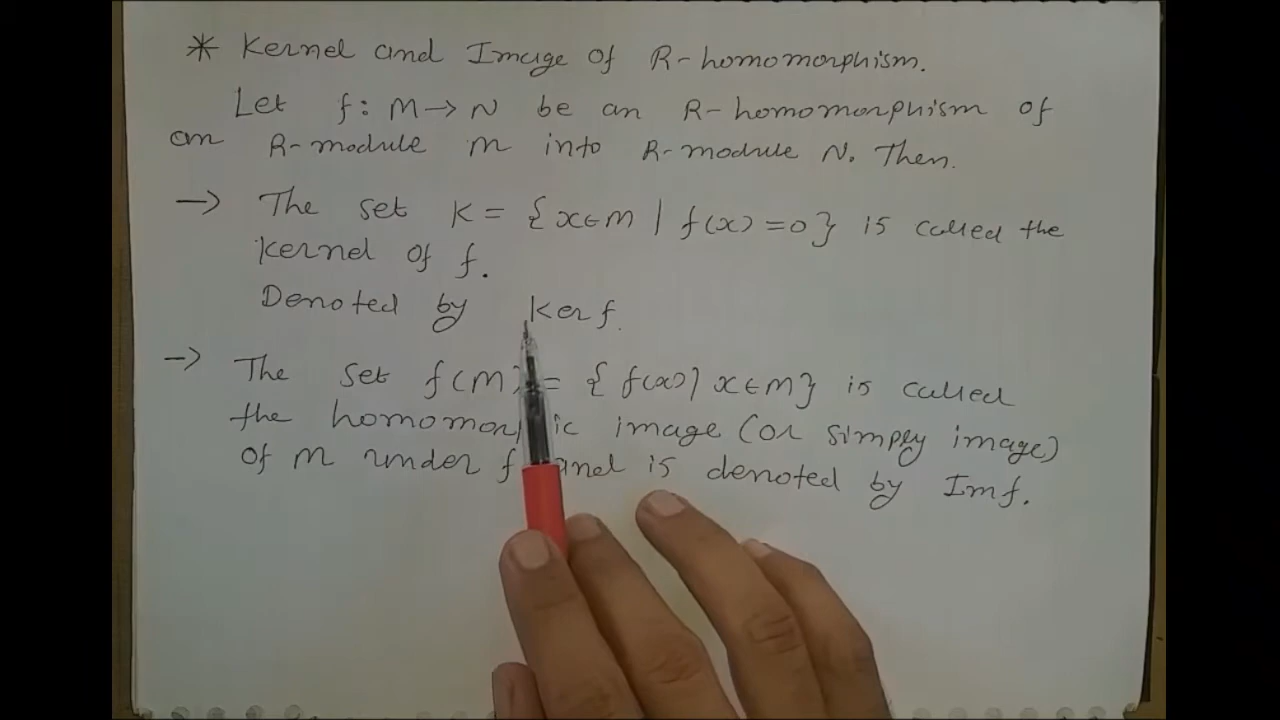 * Kernel and Image of R-homomorphism.
Let f: M → N be an R-homomorphism of
an R-module M into R-module N. Then.
→ The set K = {x∈M | f(x) = 0} is called the
kernel of f.
Denoted by Ker f.
→ The set f(M) = { f(x) | x∈M} is called
the homomorphic image (or simply image)
of M under f and is denoted by Im f.